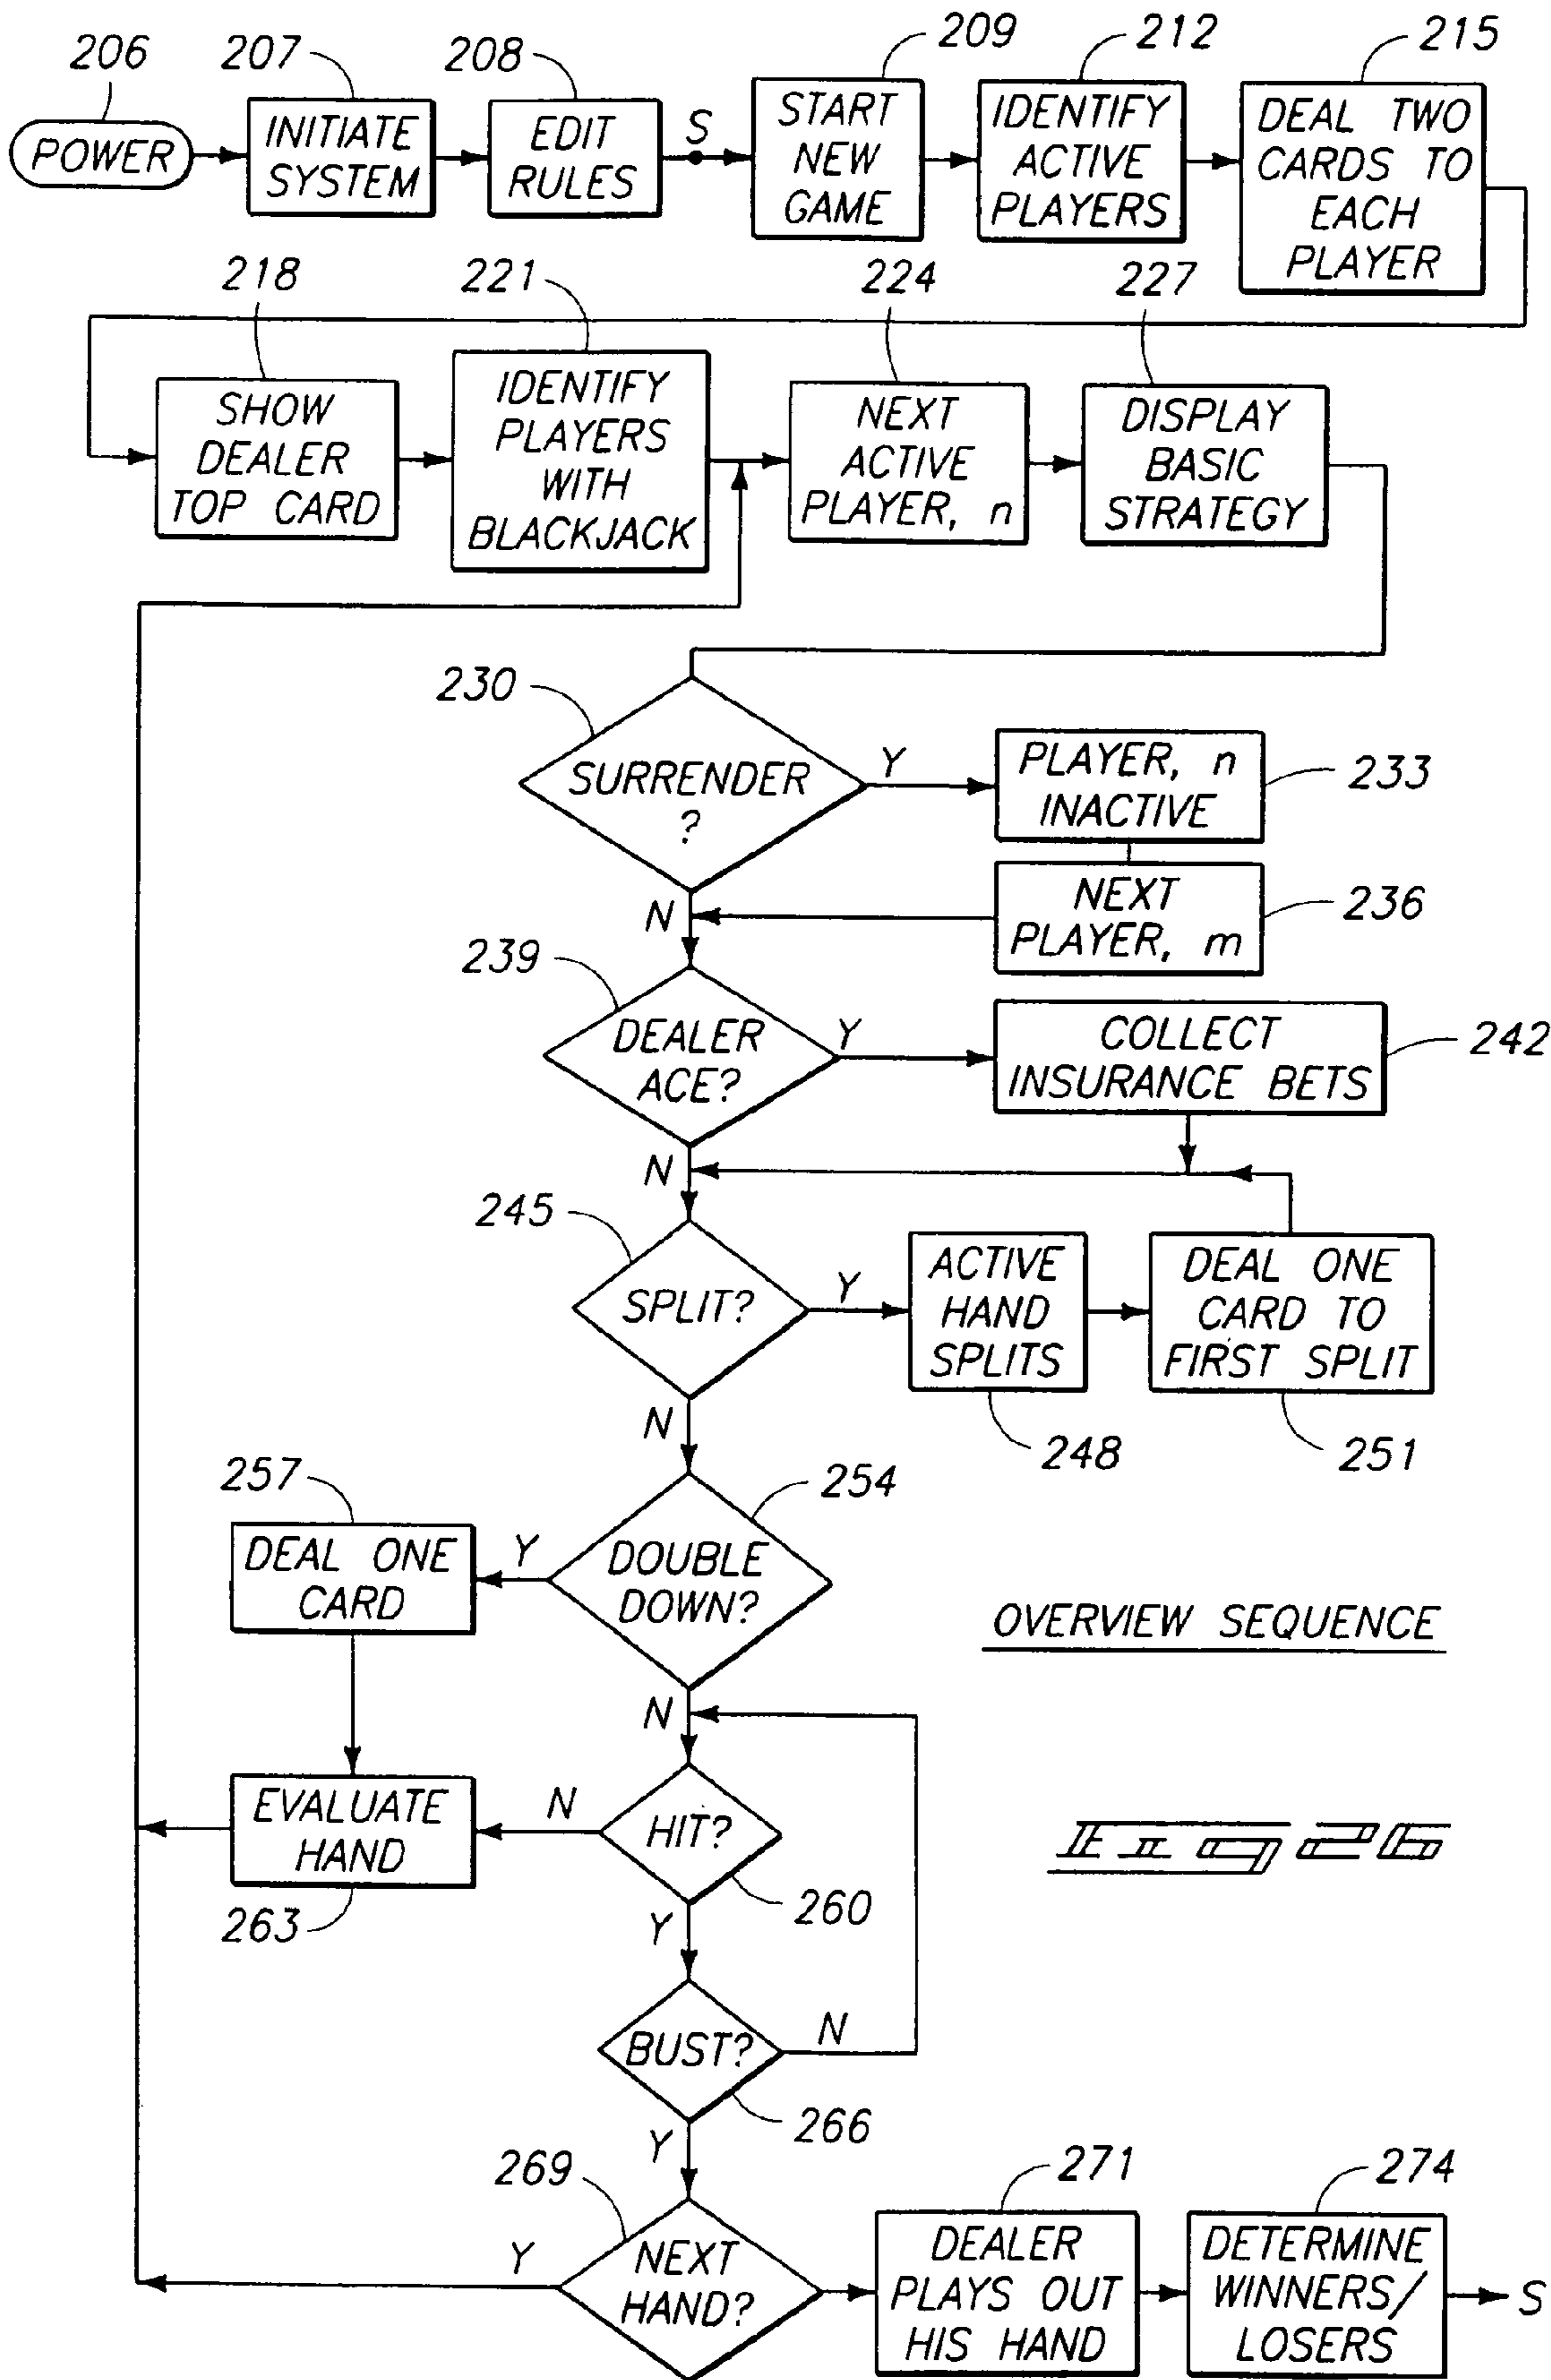 206
207
208
209
212
215
POWER
INITIATE
SYSTEM
EDIT
RULES
S
START
NEW
GAME
IDENTIFY
ACTIVE
PLAYERS
DEAL TWO
CARDS TO
EACH
PLAYER
218
221
224
227
SHOW
DEALER
TOP CARD
IDENTIFY
PLAYERS
WITH
BLACKJACK
NEXT
ACTIVE
PLAYER, n
DISPLAY
BASIC
STRATEGY
230
SURRENDER
?
Y
PLAYER, n
INACTIVE
233
N
NEXT
PLAYER, m
236
239
DEALER
ACE?
Y
COLLECT
INSURANCE BETS
242
N
245
SPLIT?
Y
ACTIVE
HAND
SPLITS
DEAL ONE
CARD TO
FIRST SPLIT
N
248
251
257
254
DEAL ONE
CARD
Y
DOUBLE
DOWN?
OVERVIEW SEQUENCE
N
EVALUATE
HAND
N
HIT?
263
260
Fig 26
Y
BUST?
N
266
Y
269
271
274
Y
NEXT
HAND?
DEALER
PLAYS OUT
HIS HAND
DETERMINE
WINNERS/
LOSERS
S